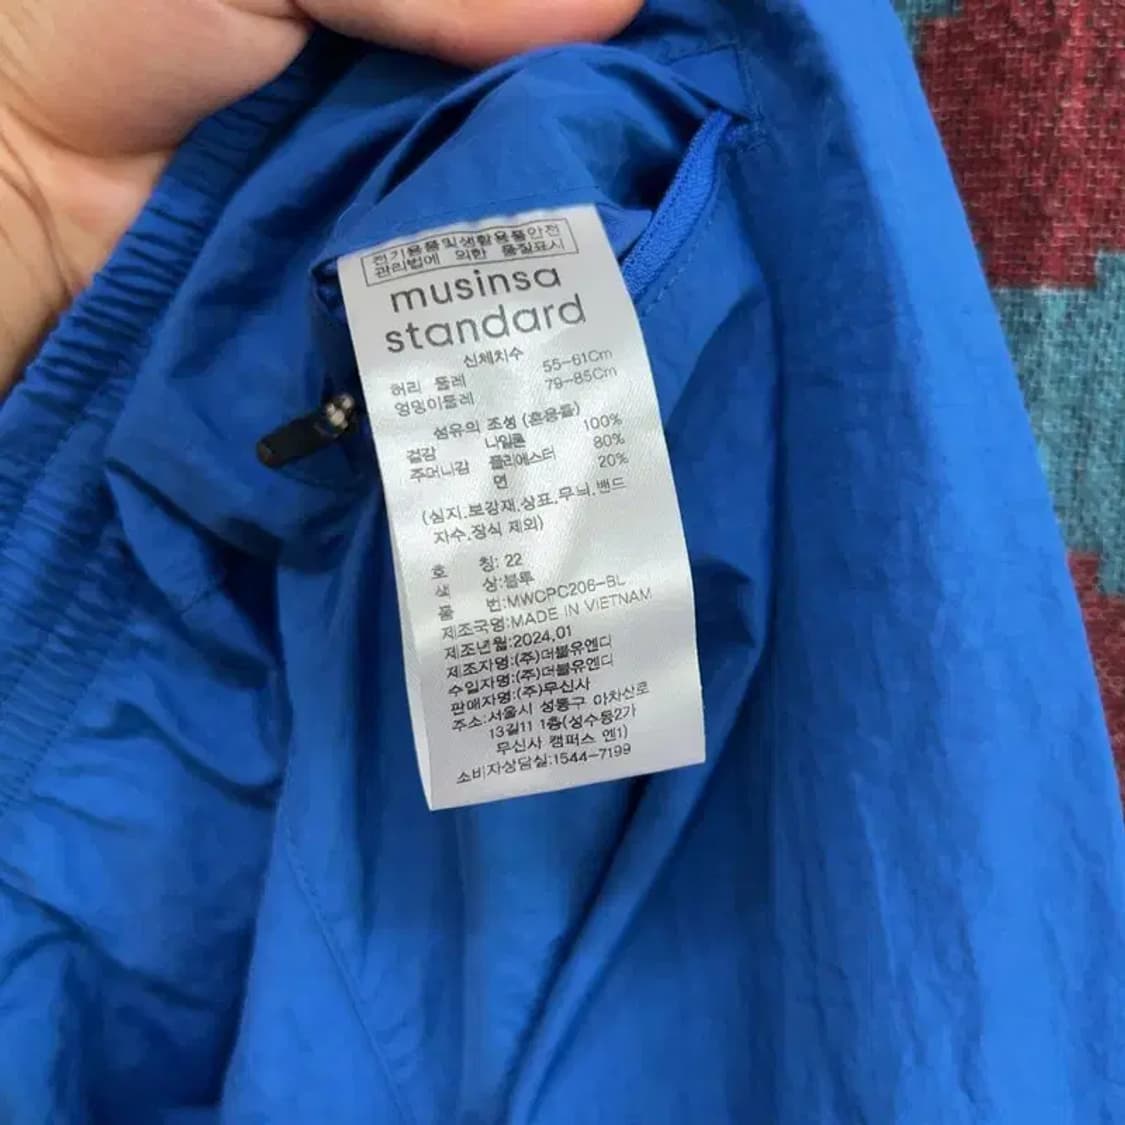 전기용품및생활용품안전
관리법에 의한 품질표시
musinsa
standard
신체치수
허리 둘레 55-61Cm
엉덩이둘레 79-85Cm
섬유의 조성 (혼용률)
겉감 나일론 100%
주머니감 폴리에스터 80%
면 20%
(심지,보강재,상표,무늬,밴드
자수,장식 제외)
호 칭: 22
색 상:블루
품 번:MWCPC206-BL
제조국명:MADE IN VIETNAM
제조년월:2024.01
제조자명:(주)더블유엔디
수입자명:(주)더블유엔디
판매자명:(주)무신사
주소:서울시 성동구 아차산로
13길11 1층(성수동2가
무신사 캠퍼스 엔1)
소비자상담실:1544-7199